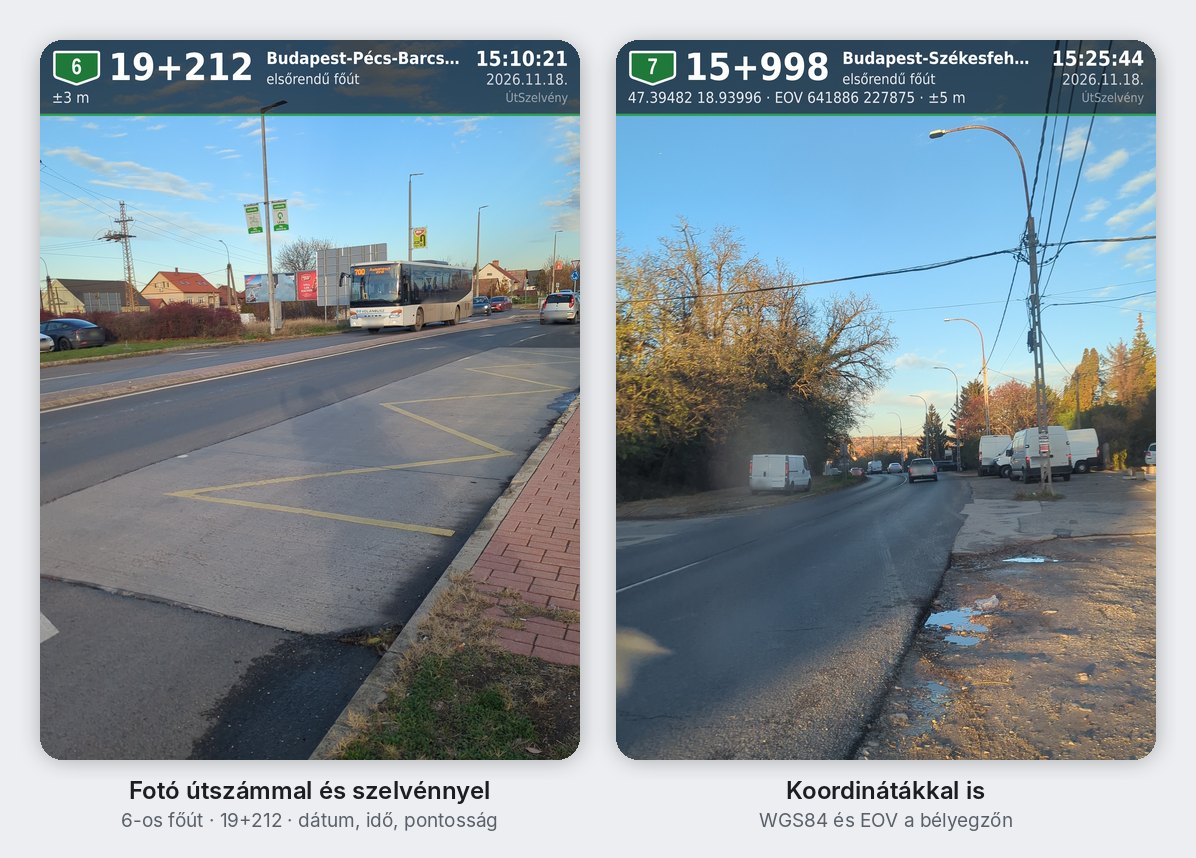 6
19+212
Budapest-Pécs-Barcs...
elsőrendű főút
15:10:21
2026.11.18.
±3 m
ÚtSzelvény
700
7
15+998
Budapest-Székesfeh...
elsőrendű főút
15:25:44
2026.11.18.
47.39482 18.93996 · EOV 641886 227875 · ±5 m
ÚtSzelvény
Fotó útszámmal és szelvénnyel
6-os főút · 19+212 · dátum, idő, pontosság
Koordinátákkal is
WGS84 és EOV a bélyegzőn